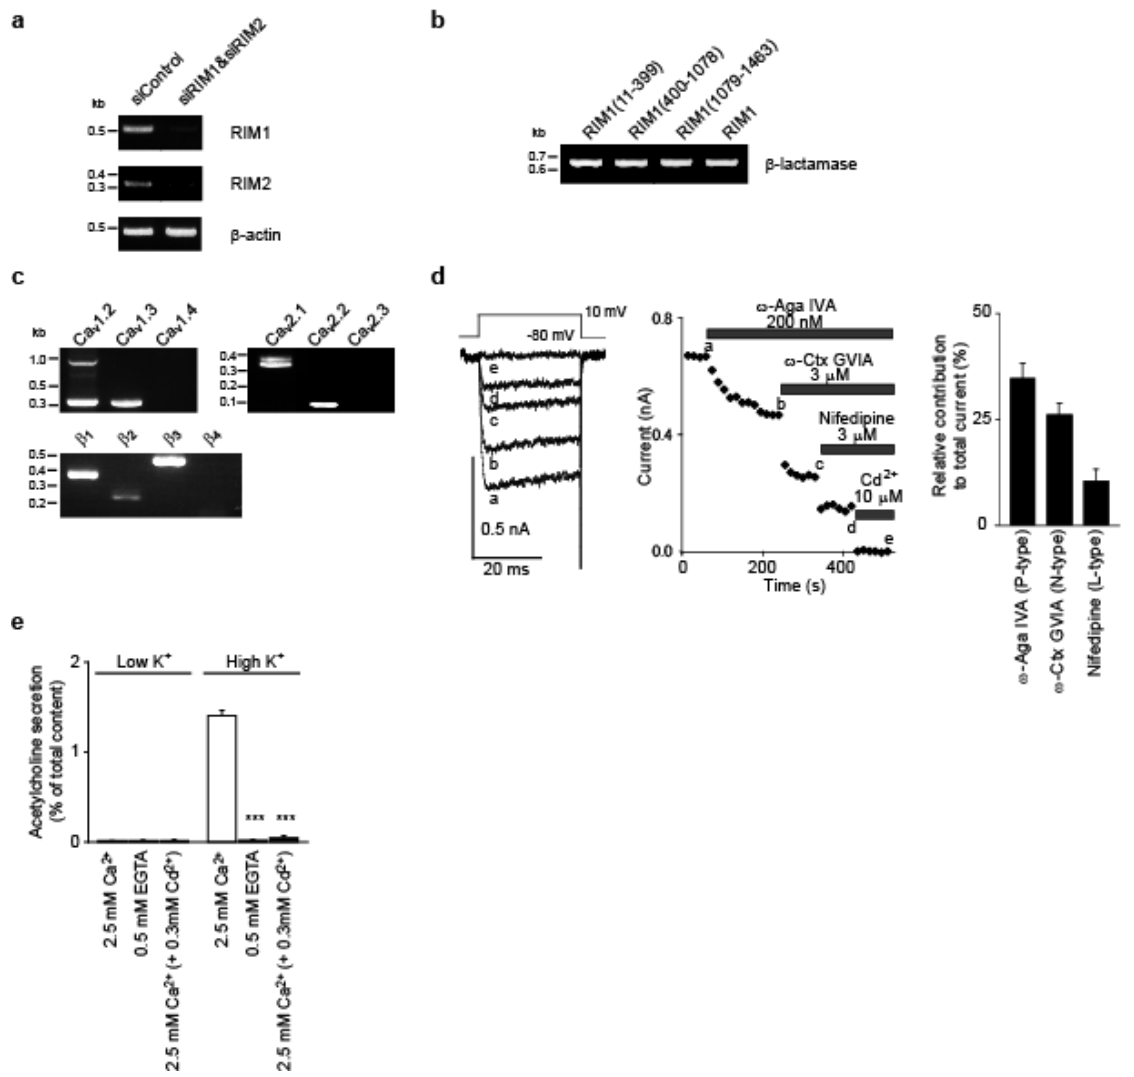 a
siControl
siRIM1&siRIM2
kb
0.5
RIM1
0.4
0.3
RIM2
0.5
β-actin
b
RIM1(11-399)
RIM1(400-1078)
RIM1(1079-1463)
RIM1
kb
0.7
0.6
β-lactamase
c
Cav1.2
Cav1.3
Cav1.4
kb
1.0
0.5
0.3
Cav2.1
Cav2.2
Cav2.3
0.4
0.3
0.1
β1
β2
β3
β4
0.5
0.4
0.3
0.2
d
10 mV
-80 mV
e
d
c
b
a
0.5 nA
20 ms
Current (nA)
0.8
0.4
0.0
0
200
400
Time (s)
ω-Aga IVA
200 nM
a
ω-Ctx GVIA
3 μM
b
Nifedipine
3 μM
c
Cd2+
10 μM
d
e
Relative contribution
to total current (%)
50
25
0
ω-Aga IVA (P-type)
ω-Ctx GVIA (N-type)
Nifedipine (L-type)
e
Acetylcholine secretion
(% of total content)
2
1
0
Low K+
High K+
*** ***
2.5 mM Ca2+
0.5 mM EGTA
2.5 mM Ca2+ (+ 0.3mM Cd2+)
2.5 mM Ca2+
0.5 mM EGTA
2.5 mM Ca2+ (+ 0.3mM Cd2+)